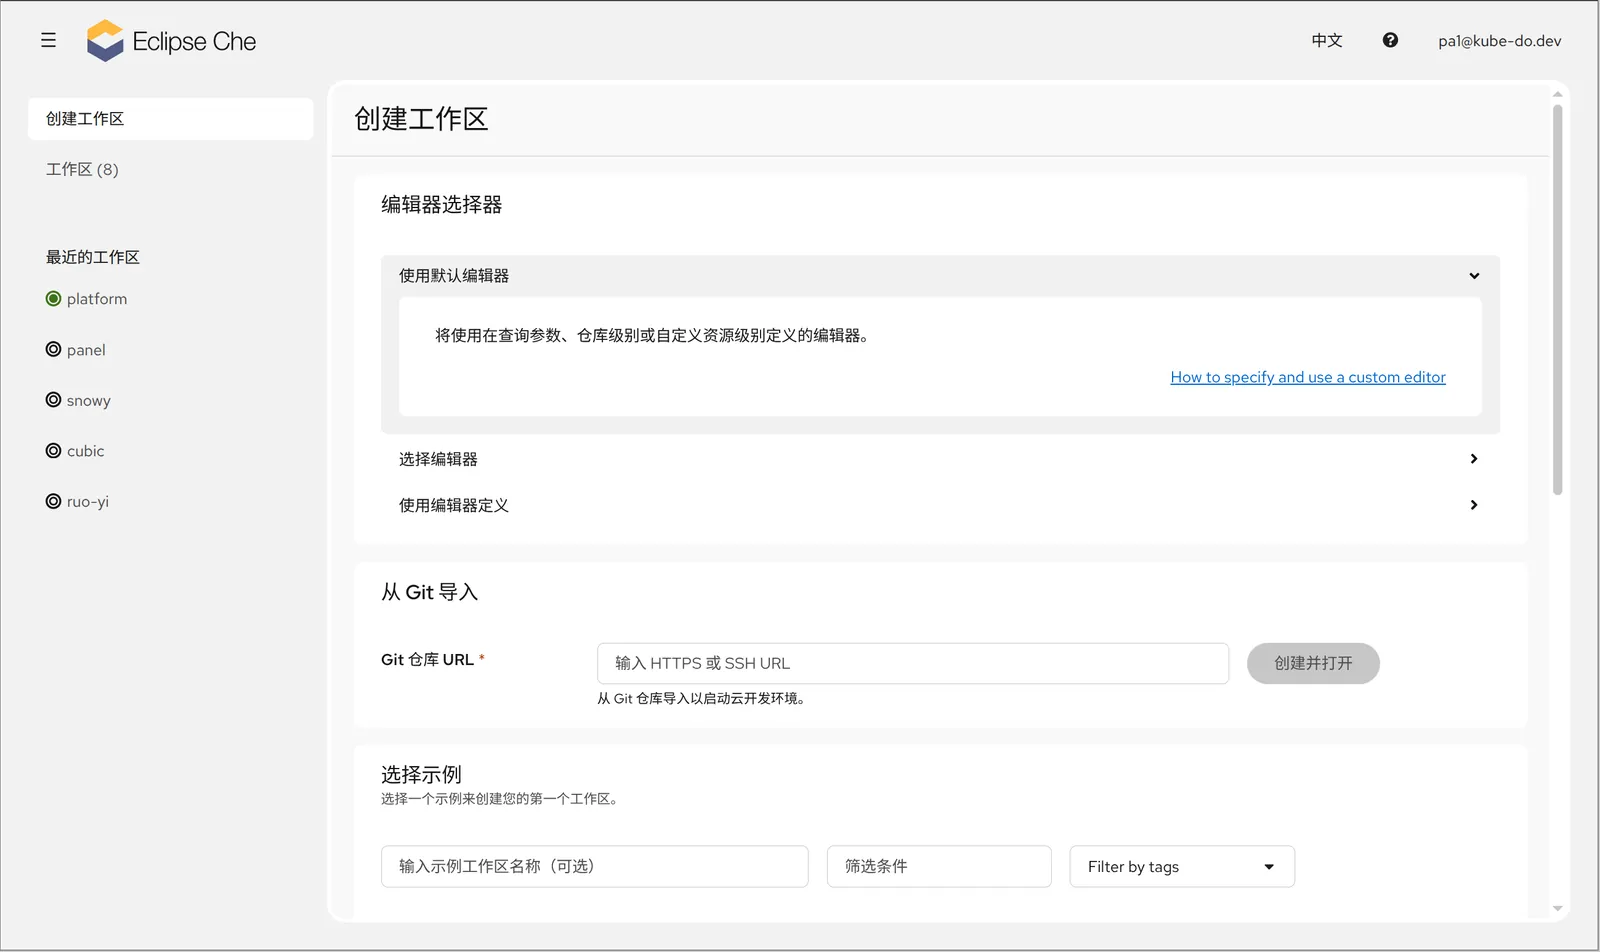 Eclipse Che
中文
pa1@kube-do.dev
创建工作区
工作区 (8)
最近的工作区
platform
panel
snowy
cubic
ruo-yi
创建工作区
编辑器选择器
使用默认编辑器
将使用在查询参数、仓库级别或自定义资源级别定义的编辑器。
How to specify and use a custom editor
选择编辑器
使用编辑器定义
从 Git 导入
Git 仓库 URL *
输入 HTTPS 或 SSH URL
创建并打开
从 Git 仓库导入以启动云开发环境。
选择示例
选择一个示例来创建您的第一个工作区。
输入示例工作区名称（可选）
筛选条件
Filter by tags